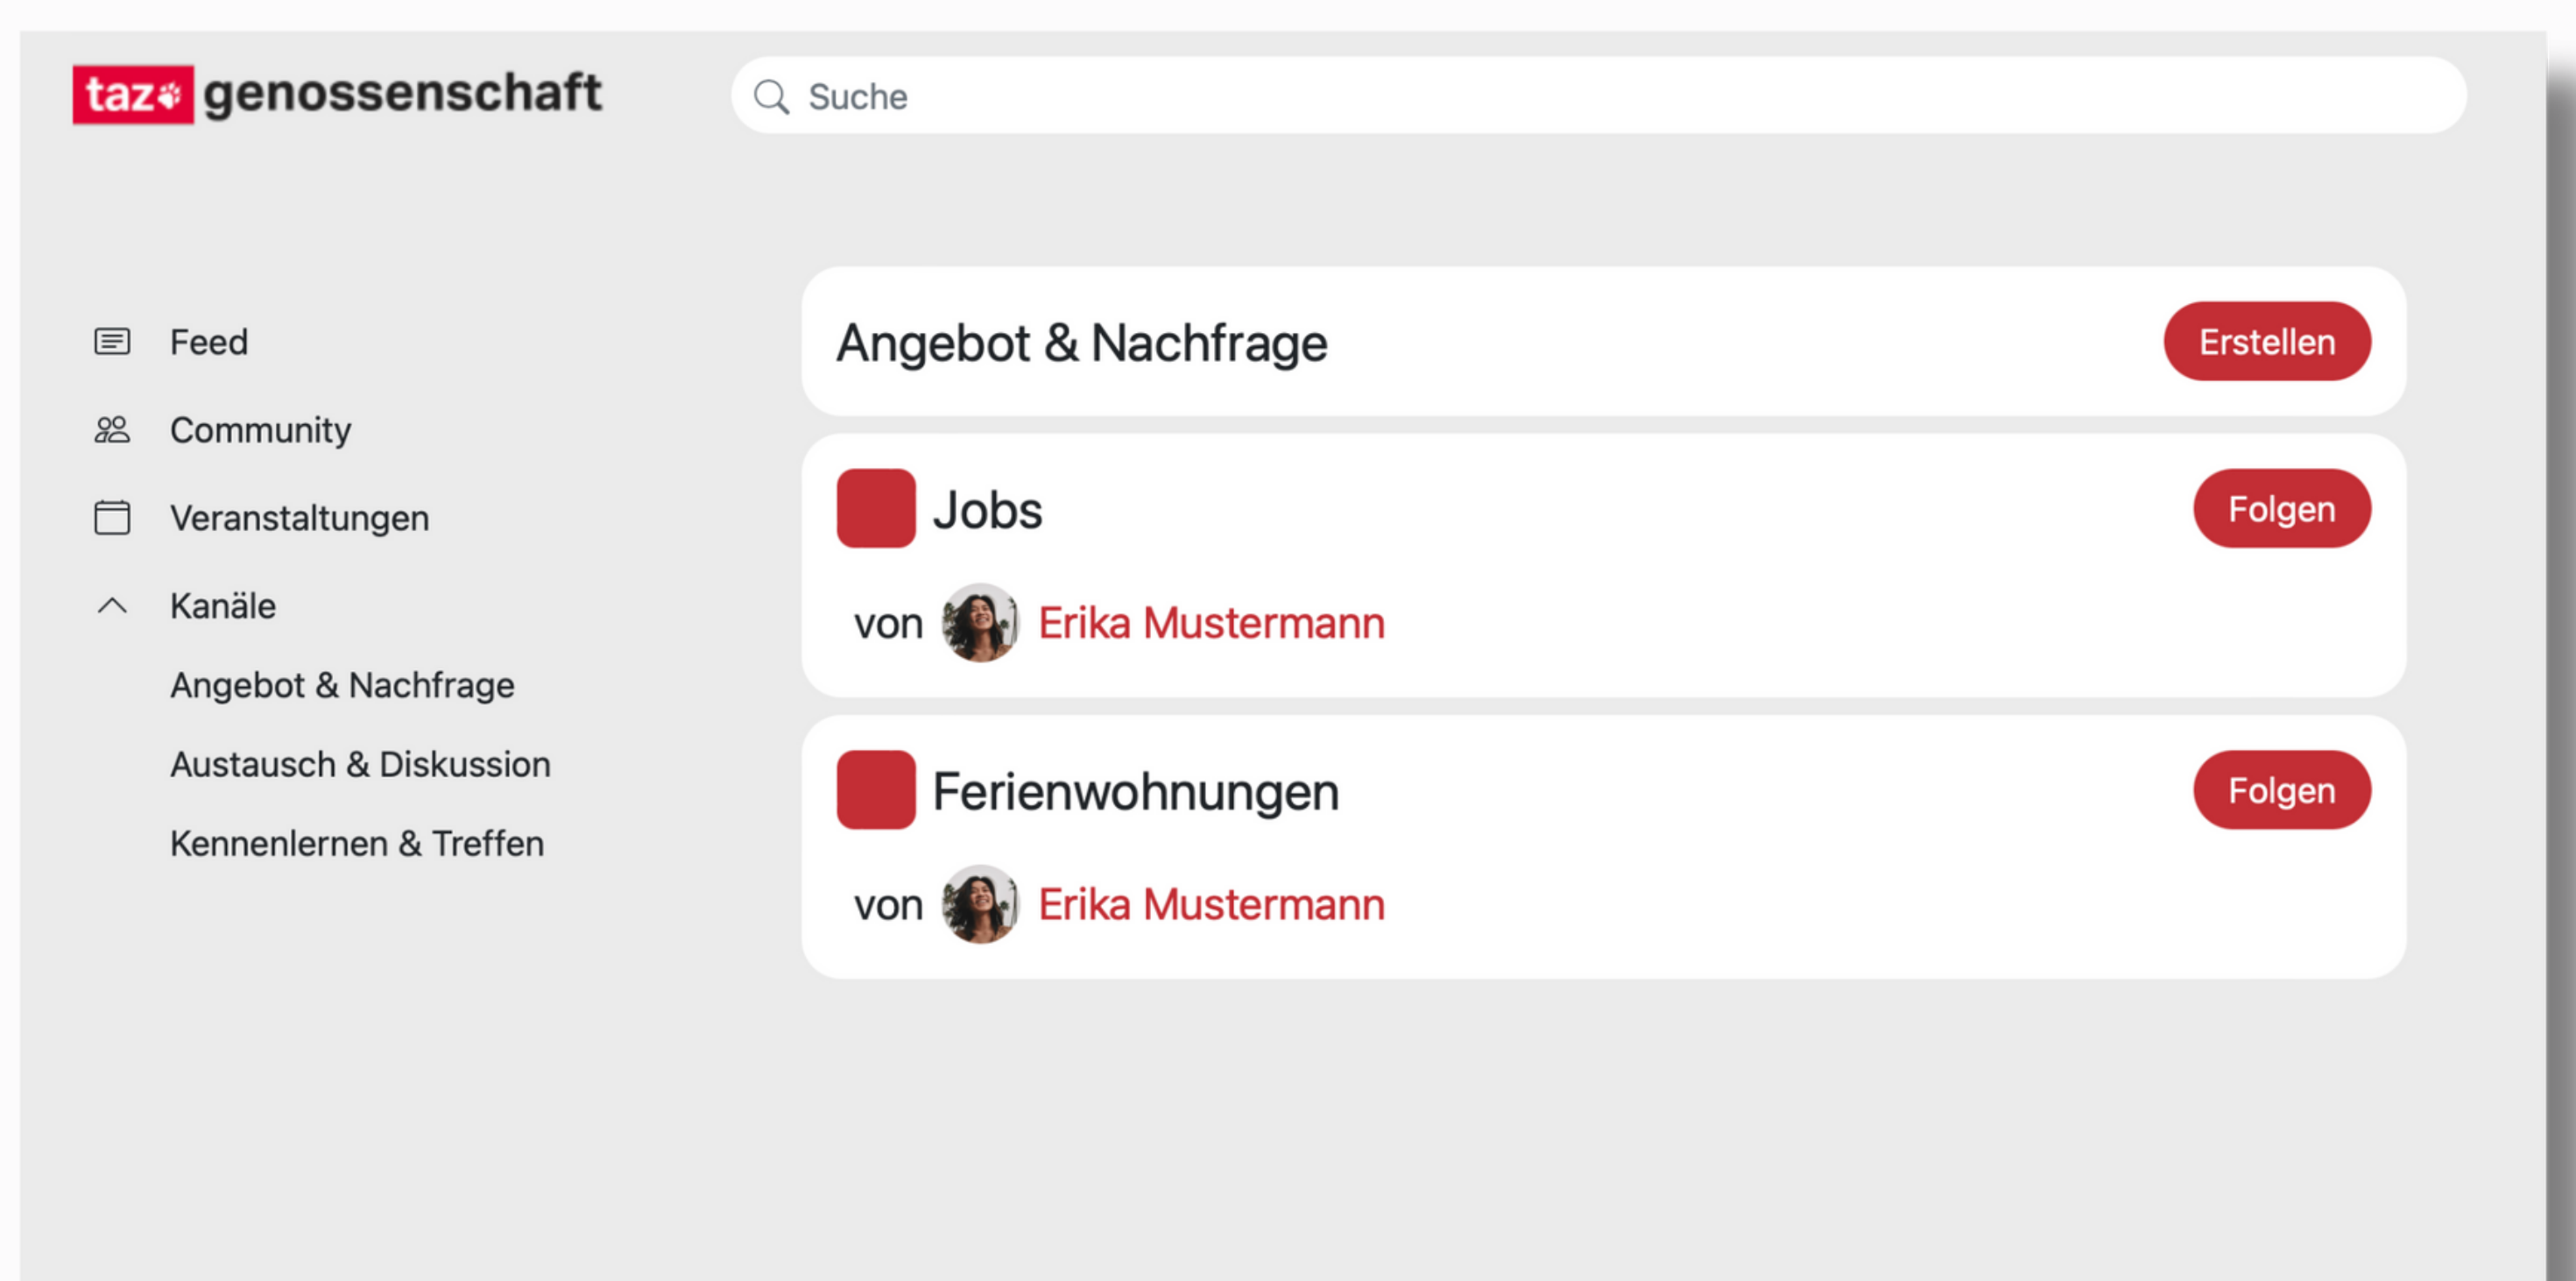 taz genossenschaft
Suche
Feed
Community
Veranstaltungen
Kanäle
Angebot & Nachfrage
Austausch & Diskussion
Kennenlernen & Treffen
Angebot & Nachfrage
Erstellen
Jobs
Folgen
von Erika Mustermann
Ferienwohnungen
Folgen
von Erika Mustermann